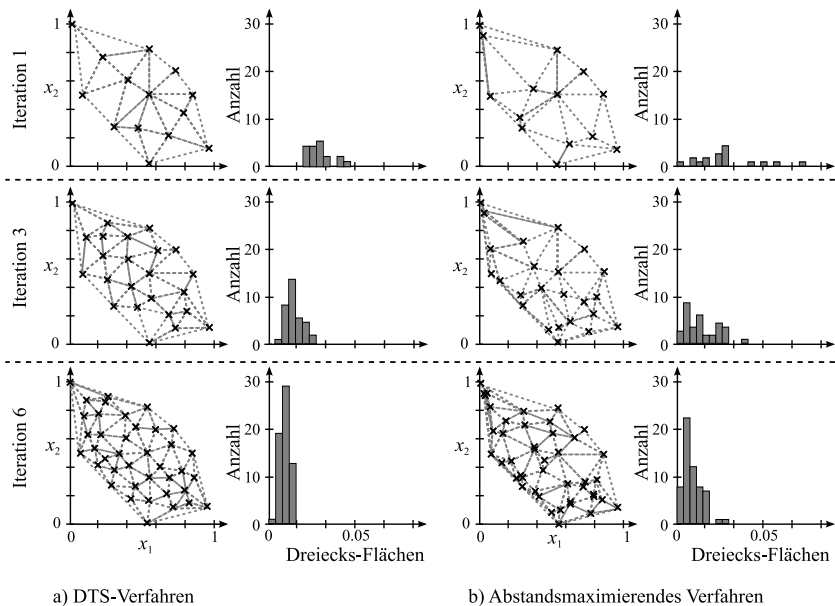 Iteration 1
1
x2
0
Anzahl
30
20
10
0
1
x2
0
Anzahl
30
20
10
0
Iteration 3
1
x2
0
Anzahl
30
20
10
0
1
x2
0
Anzahl
30
20
10
0
Iteration 6
1
x2
0
0 x1 1
Anzahl
30
20
10
0
0 0.05
Dreiecks-Flächen
1
x2
0
0 x1 1
Anzahl
30
20
10
0
0 0.05
Dreiecks-Flächen
a) DTS-Verfahren
b) Abstandsmaximierendes Verfahren